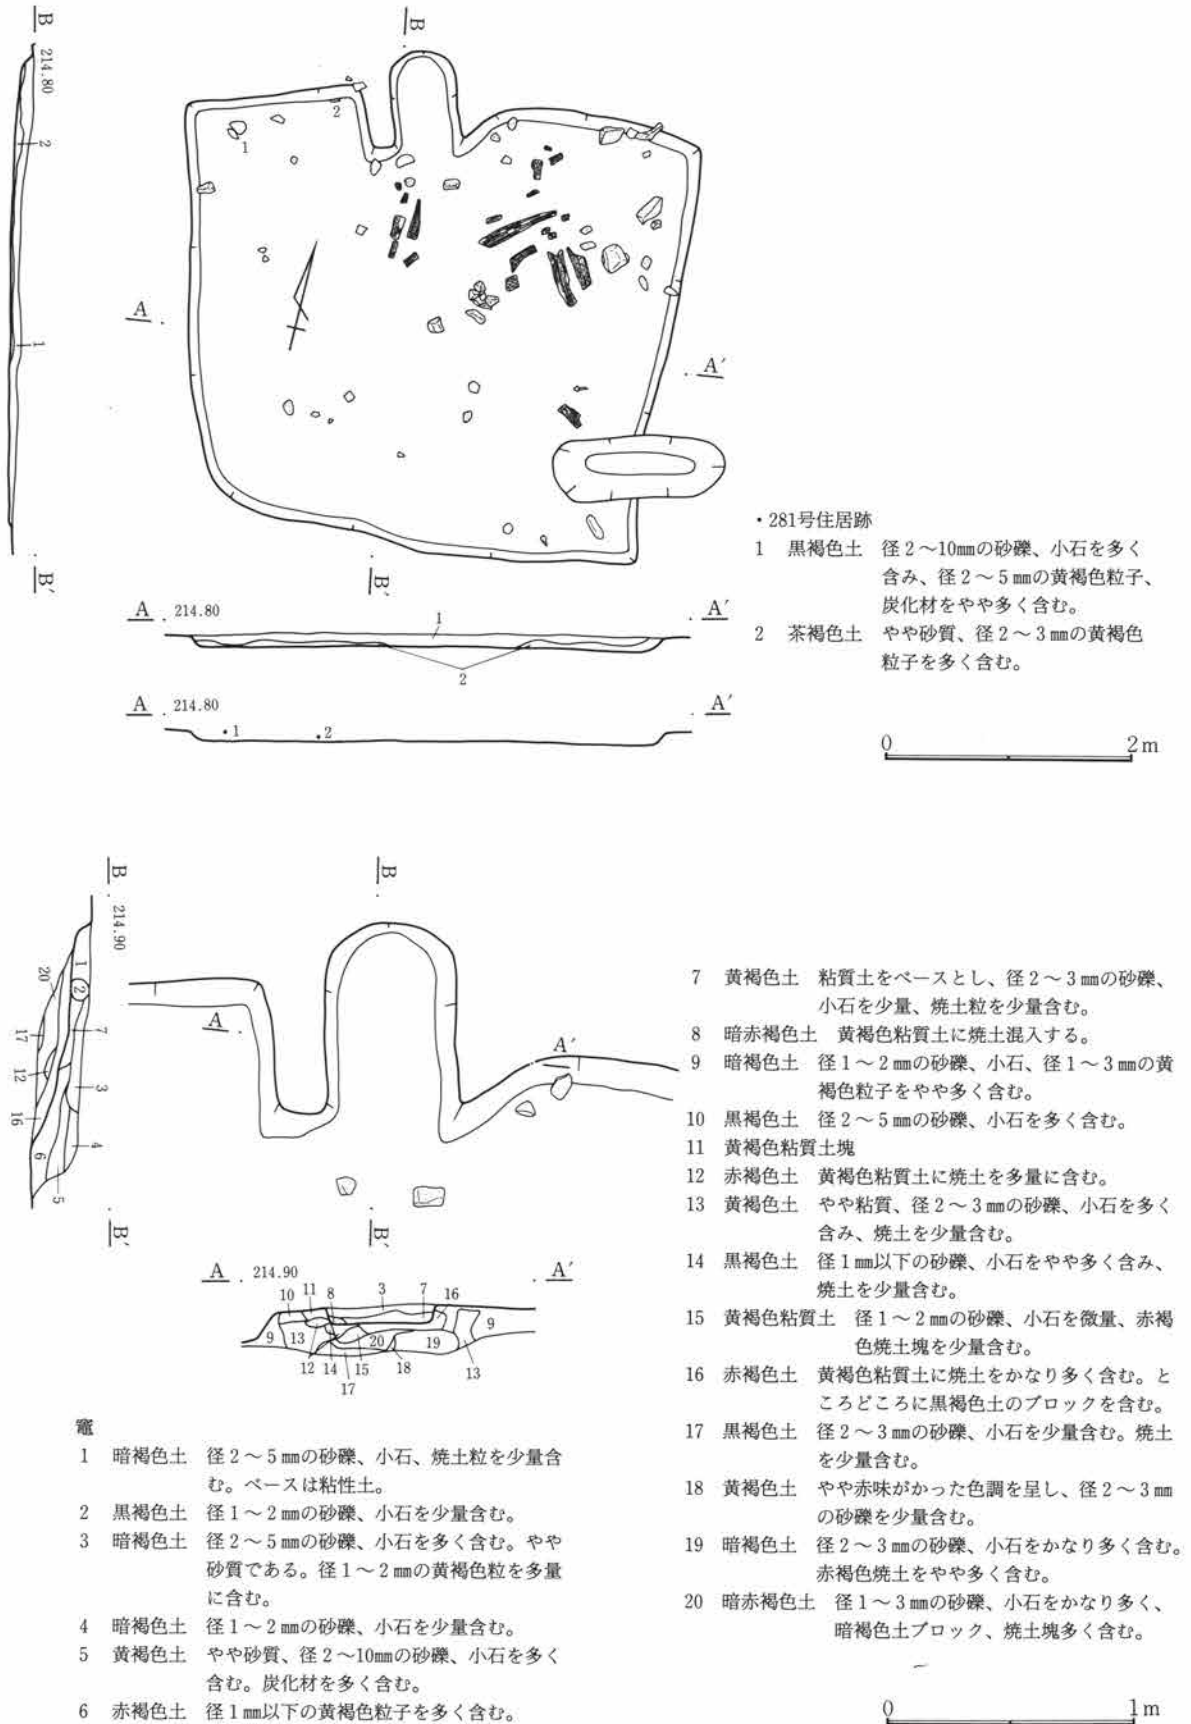 B
B
214.80
2
1
2
1
A
A′
B′
B′
・281号住居跡
1 黒褐色土 径2～10㎜の砂礫、小石を多く
含み、径2～5㎜の黄褐色粒子、
炭化材をやや多く含む。
2 茶褐色土 やや砂質、径2～3㎜の黄褐色
粒子を多く含む。
A 214.80 A′
1
2
A 214.80 A′
1 2
0 2m
B
B
214.90
1
2
20
7
17
12
3
16
4
6
5
A
A′
B′
B′
A 214.90 A′
10 11 8 3 7 16
9 13 20 19 9
12 14 15 18 13
17
竈
1 暗褐色土 径2～5㎜の砂礫、小石、焼土粒を少量含
む。ベースは粘性土。
2 黒褐色土 径1～2㎜の砂礫、小石を少量含む。
3 暗褐色土 径2～5㎜の砂礫、小石を多く含む。やや
砂質である。径1～2㎜の黄褐色粒を多量
に含む。
4 暗褐色土 径1～2㎜の砂礫、小石を少量含む。
5 黄褐色土 やや砂質、径2～10㎜の砂礫、小石を多く
含む。炭化材を多く含む。
6 赤褐色土 径1㎜以下の黄褐色粒子を多く含む。
7 黄褐色土 粘質土をベースとし、径2～3㎜の砂礫、
小石を少量、焼土粒を少量含む。
8 暗赤褐色土 黄褐色粘質土に焼土混入する。
9 暗褐色土 径1～2㎜の砂礫、小石、径1～3㎜の黄
褐色粒子をやや多く含む。
10 黒褐色土 径2～5㎜の砂礫、小石を多く含む。
11 黄褐色粘質土塊
12 赤褐色土 黄褐色粘質土に焼土を多量に含む。
13 黄褐色土 やや粘質、径2～3㎜の砂礫、小石を多く
含み、焼土を少量含む。
14 黒褐色土 径1㎜以下の砂礫、小石をやや多く含み、
焼土を少量含む。
15 黄褐色粘質土 径1～2㎜の砂礫、小石を微量、赤褐
色焼土塊を少量含む。
16 赤褐色土 黄褐色粘質土に焼土をかなり多く含む。と
ころどころに黒褐色土のブロックを含む。
17 黒褐色土 径2～3㎜の砂礫、小石を少量含む。焼土
を少量含む。
18 黄褐色土 やや赤味がかった色調を呈し、径2～3㎜
の砂礫を少量含む。
19 暗褐色土 径2～3㎜の砂礫、小石をかなり多く含む。
赤褐色焼土をやや多く含む。
20 暗赤褐色土 径1～3㎜の砂礫、小石をかなり多く、
暗褐色土ブロック、焼土塊多く含む。
0 1m